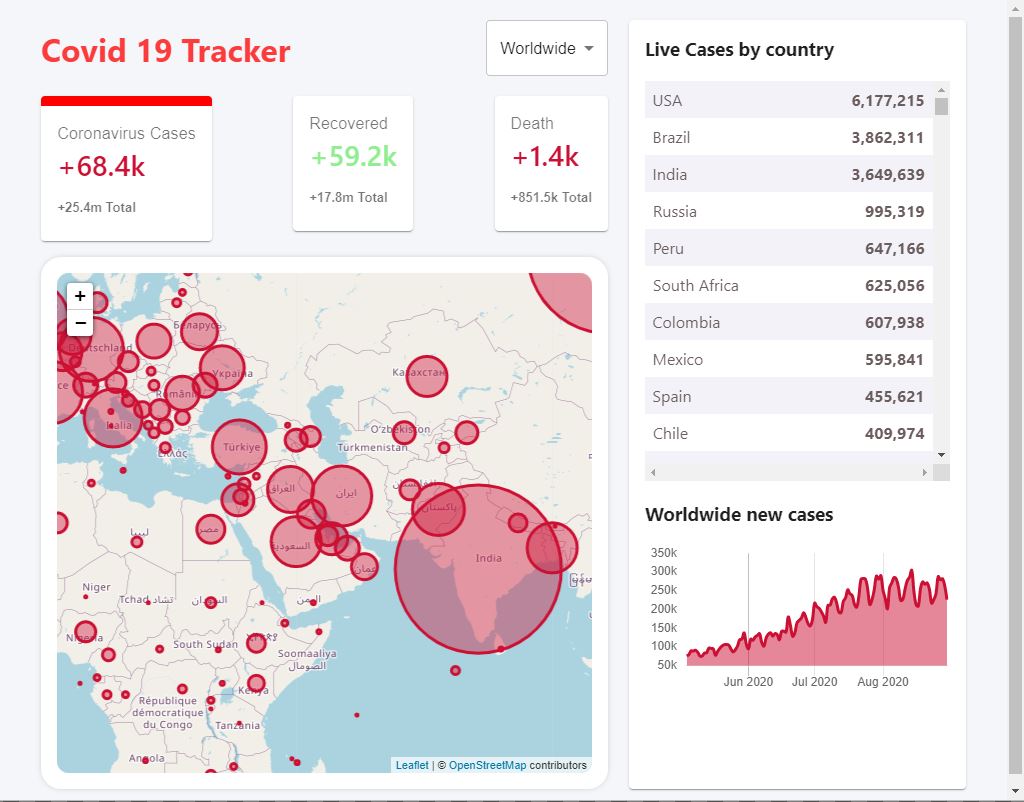 Covid 19 Tracker
Worldwide
Coronavirus Cases
+68.4k
+25.4m Total
Recovered
+59.2k
+17.8m Total
Death
+1.4k
+851.5k Total
+
−
Беларусь
Deutschland
Україна
România
Italia
Ελλάς
Türkiye
Казахстан
O'zbekiston
Türkmenistan
افغانستان
العراق
ایران
پاکستان
India
ليبيا
مصر
السعودية
عمان
Niger
Tchad تشاد
السودان
اليمن
Nigeria
South Sudan
Soomaaliya
الصومال
Kenya
République
démocratique
du Congo
Tanzania
Angola
Leaflet | © OpenStreetMap contributors
Live Cases by country
USA 6,177,215
Brazil 3,862,311
India 3,649,639
Russia 995,319
Peru 647,166
South Africa 625,056
Colombia 607,938
Mexico 595,841
Spain 455,621
Chile 409,974
Worldwide new cases
350k
300k
250k
200k
150k
100k
50k
Jun 2020 Jul 2020 Aug 2020